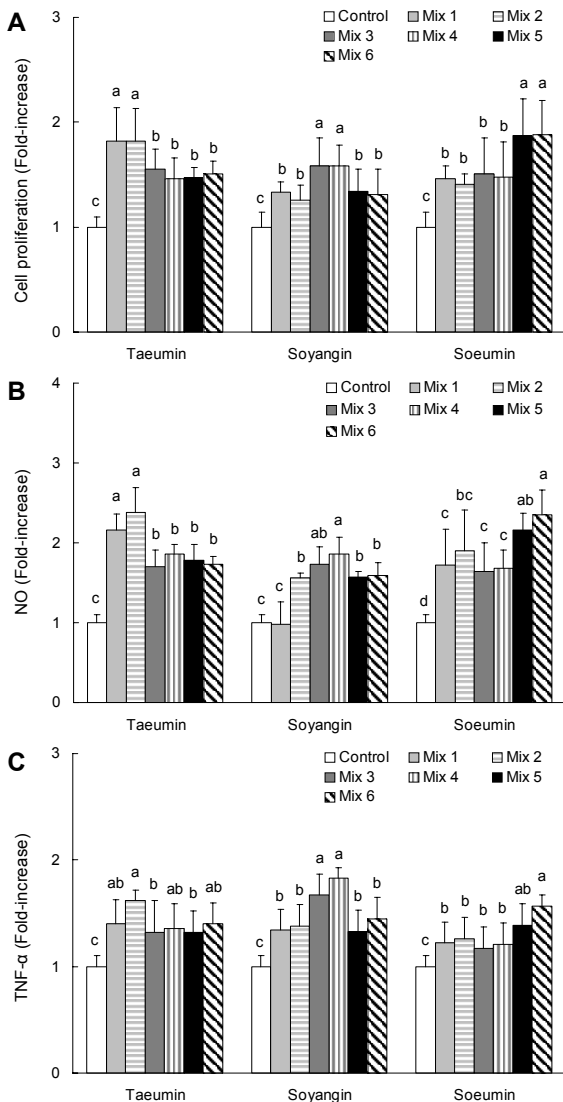 A
Cell proliferation (Fold-increase)
3
2
1
0
Control Mix 1 Mix 2
Mix 3 Mix 4 Mix 5
Mix 6
c a a b b b b
c b b a a b b
c b b b b a a
Taeumin Soyangin Soeumin
B
NO (Fold-increase)
4
3
2
1
0
Control Mix 1 Mix 2
Mix 3 Mix 4 Mix 5
Mix 6
c a a b b b b
c c b ab a b b
d c bc c c ab a
Taeumin Soyangin Soeumin
C
TNF-α (Fold-increase)
3
2
1
0
Control Mix 1 Mix 2
Mix 3 Mix 4 Mix 5
Mix 6
c ab a b ab b ab
c b b a a b b
c b b b b ab a
Taeumin Soyangin Soeumin